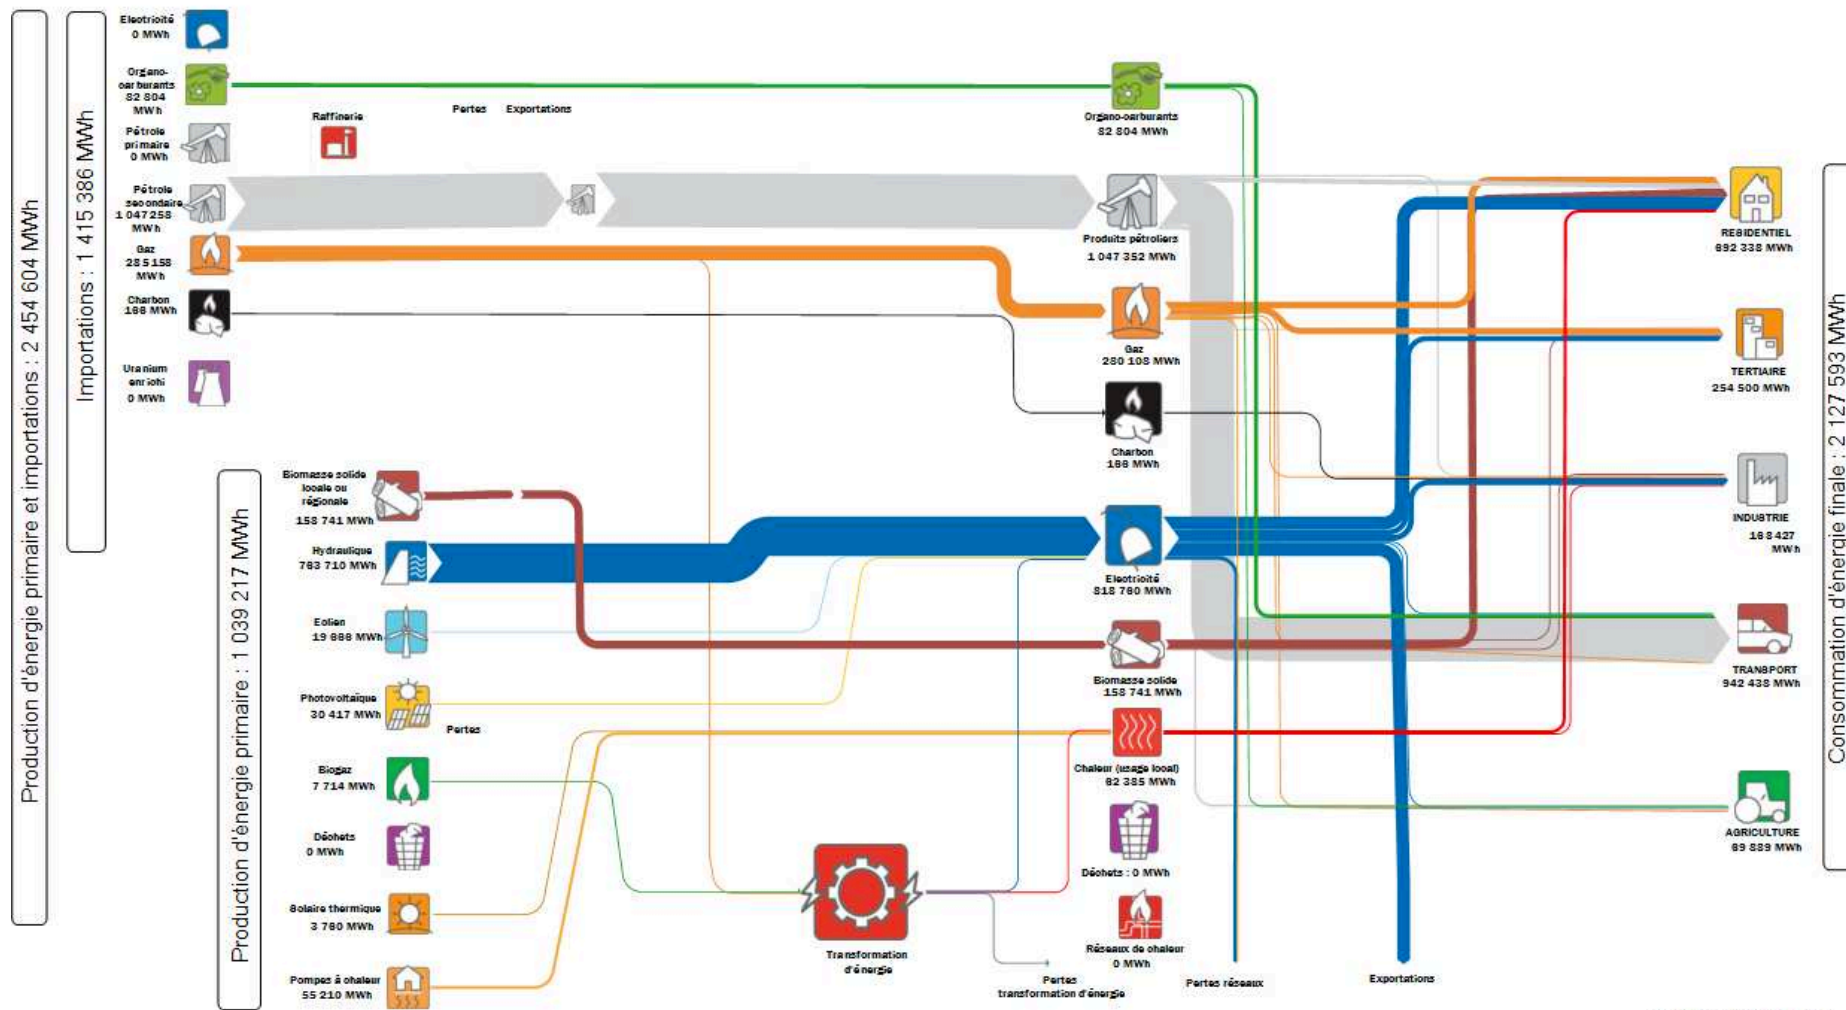 Production d'énergie primaire et importations : 2 454 604 MWh
Importations : 1 415 386 MWh
Electricité
0 MWh
Organo-
carburants
82 804
MWh
Pétrole
primaire
0 MWh
Pétrole
secondaire
1 047 258
MWh
Gaz
285 158
MWh
Charbon
166 MWh
Uranium
enrichi
0 MWh
Raffinerie
Pertes
Exportations
Production d'énergie primaire : 1 039 217 MWh
Biomasse solide
locale ou
régionale
158 741 MWh
Hydraulique
763 710 MWh
Eolien
19 666 MWh
Photovoltaïque
30 417 MWh
Pertes
Biogaz
7 714 MWh
Déchets
0 MWh
Solaire thermique
3 760 MWh
Pompes à chaleur
55 210 MWh
Transformation
d'énergie
Organo-carburants
82 804 MWh
Produits pétroliers
1 047 352 MWh
Gaz
280 108 MWh
Charbon
166 MWh
Electricité
818 760 MWh
Biomasse solide
158 741 MWh
Chaleur (usage local)
62 385 MWh
Déchets : 0 MWh
Réseaux de chaleur
0 MWh
Pertes
transformation d'énergie
Pertes réseaux
Exportations
RESIDENTIEL
692 338 MWh
TERTIAIRE
254 500 MWh
INDUSTRIE
168 427
MWh
TRANSPORT
942 438 MWh
AGRICULTURE
69 889 MWh
Consommation d'énergie finale : 2 127 593 MWh